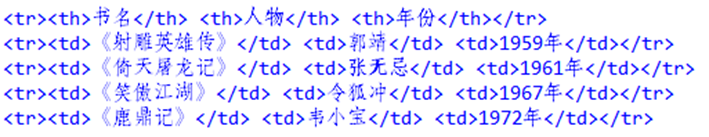 <tr><th>书名</th> <th>人物</th> <th>年份</th></tr>
<tr><td>《射雕英雄传》</td> <td>郭靖</td> <td>1959年</td></tr>
<tr><td>《倚天屠龙记》</td> <td>张无忌</td> <td>1961年</td></tr>
<tr><td>《笑傲江湖》</td> <td>令狐冲</td> <td>1967年</td></tr>
<tr><td>《鹿鼎记》</td> <td>韦小宝</td> <td>1972年</td></tr>